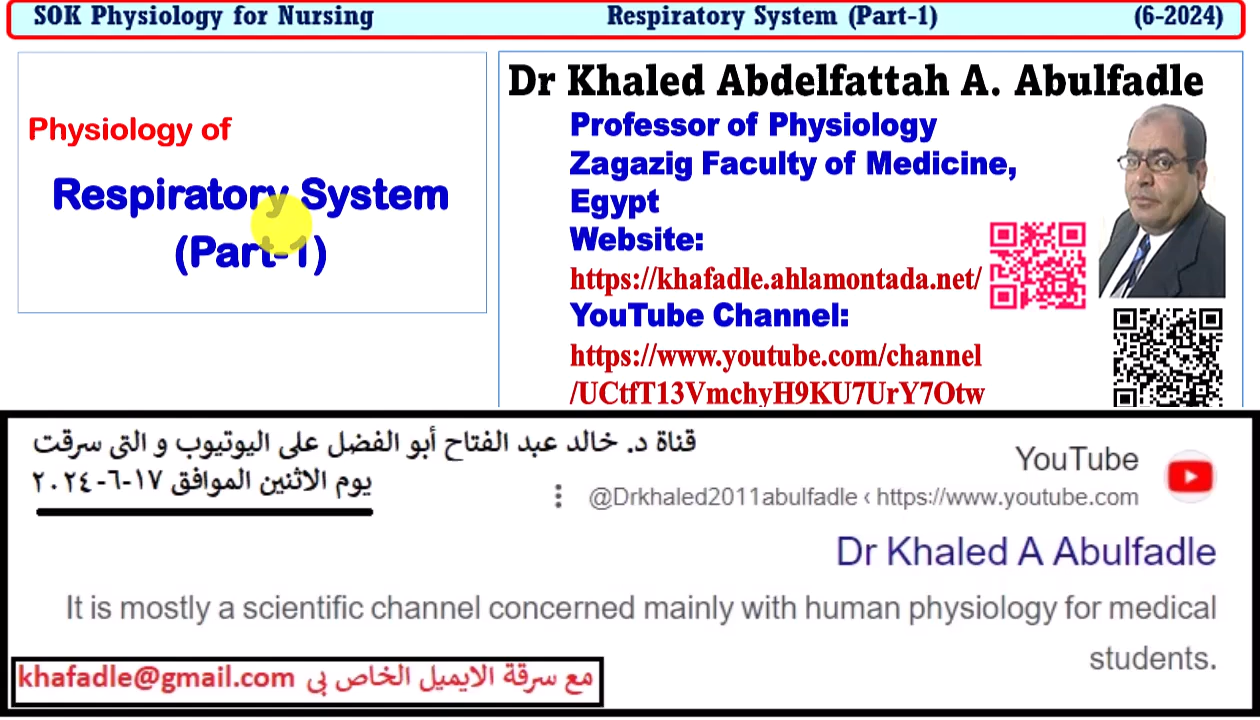 SOK Physiology for Nursing Respiratory System (Part-1) (6-2024)
Physiology of
Respiratory System
(Part-1)
Dr Khaled Abdelfattah A. Abulfadle
Professor of Physiology
Zagazig Faculty of Medicine,
Egypt
Website:
https://khafadle.ahlamontada.net/
YouTube Channel:
https://www.youtube.com/channel
/UCtfT13VmchyH9KU7UrY7Otw
قناة د. خالد عبد الفتاح أبو الفضل على اليوتيوب و التى سرقت
يوم الاثنين الموافق ١٧-٦-٢٠٢٤
YouTube
@Drkhaled2011abulfadle › https://www.youtube.com
Dr Khaled A Abulfadle
It is mostly a scientific channel concerned mainly with human physiology for medical
students.
مع سرقة الايميل الخاص بى khafadle@gmail.com